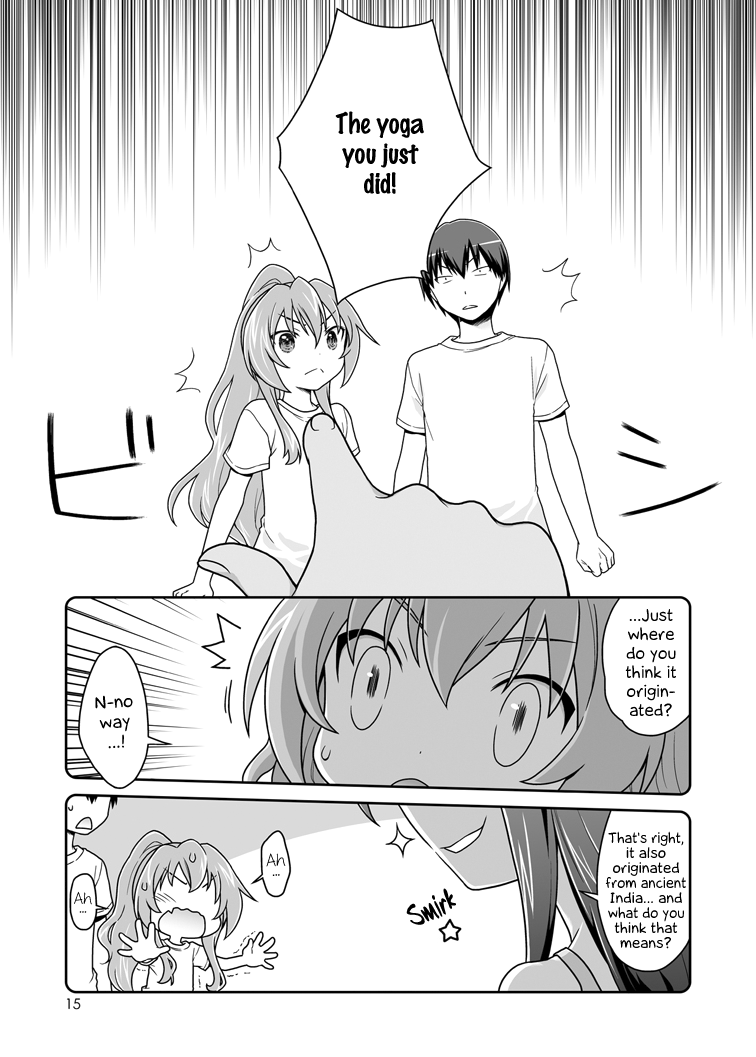 The yoga
you just
did!
ビシ
...Just
where
do you
think it
origin-
ated?
N-no
way
...!
That's right,
it also
originated
from ancient
India... and
what do you
think that
means?
Smirk
Ah
...
Ah
...
15